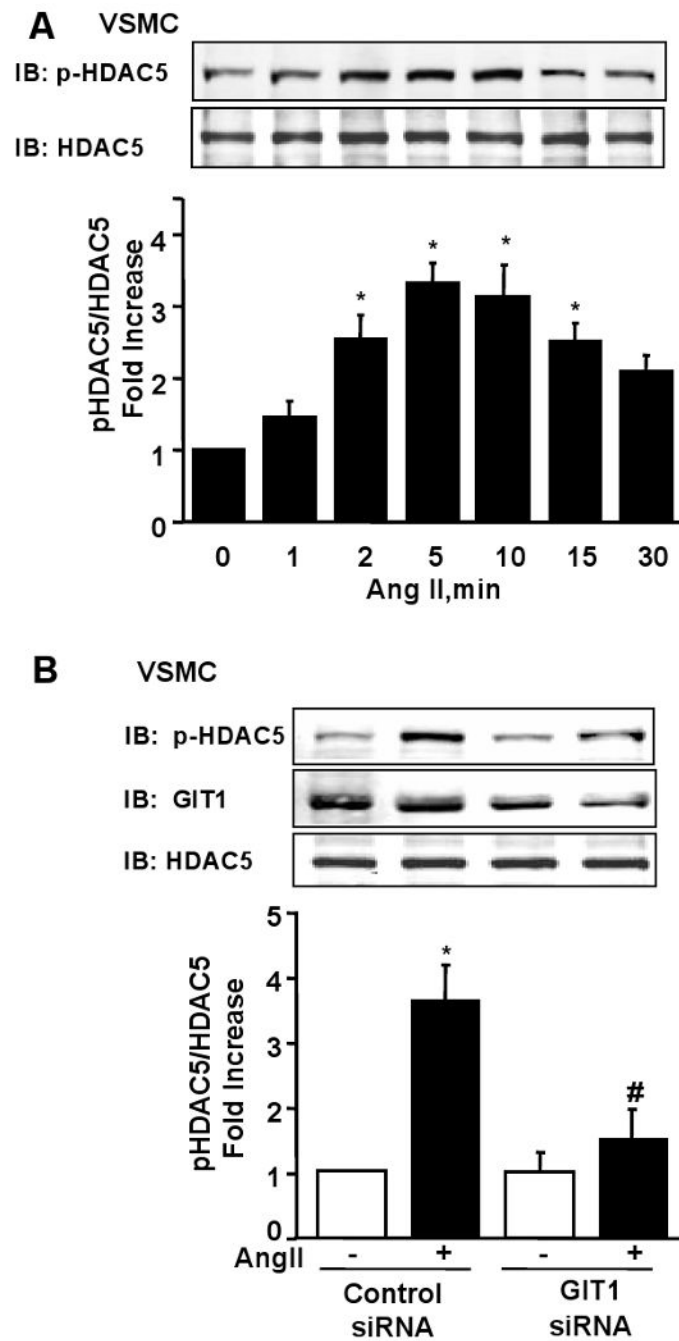 A VSMC
IB: p-HDAC5
IB: HDAC5
pHDAC5/HDAC5
Fold Increase
4
3
2
1
0
* * * *
0 1 2 5 10 15 30
Ang II,min
B VSMC
IB: p-HDAC5
IB: GIT1
IB: HDAC5
pHDAC5/HDAC5
Fold Increase
5
4
3
2
1
0
*
#
AngII - + - +
Control GIT1
siRNA siRNA